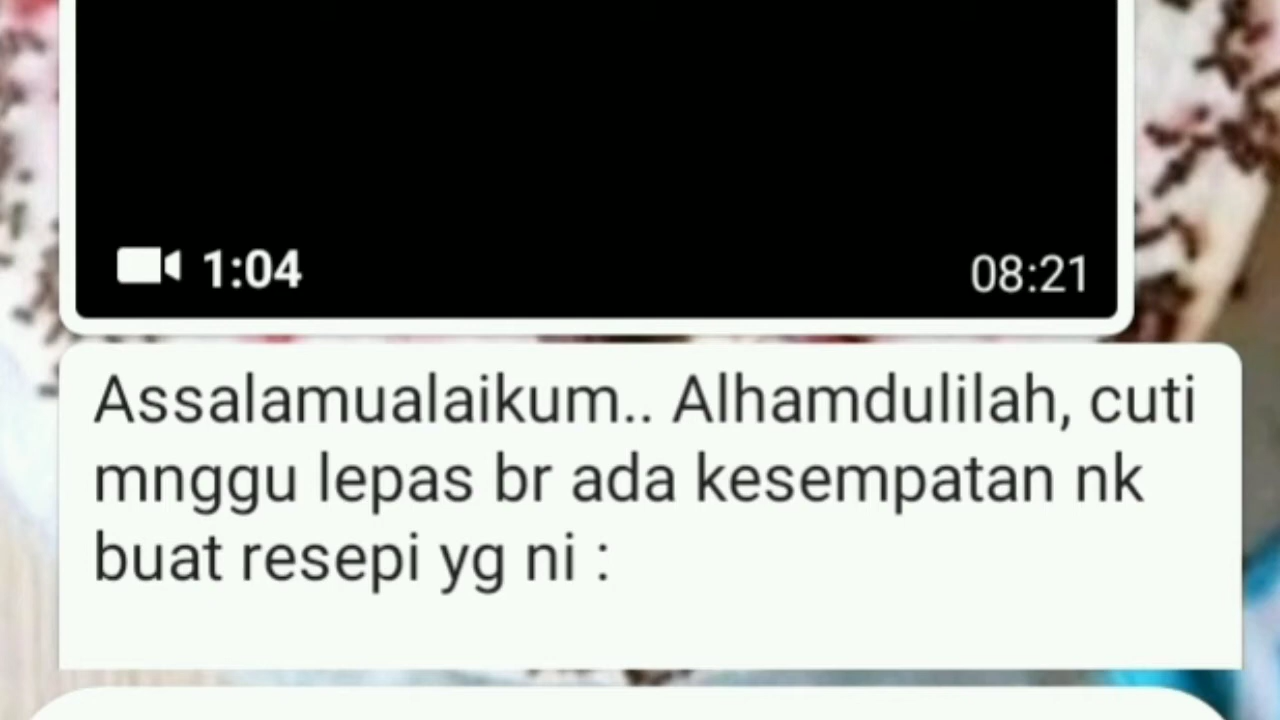 1:04
08:21
Assalamualaikum.. Alhamdulilah, cuti
mnggu lepas br ada kesempatan nk
buat resepi yg ni :